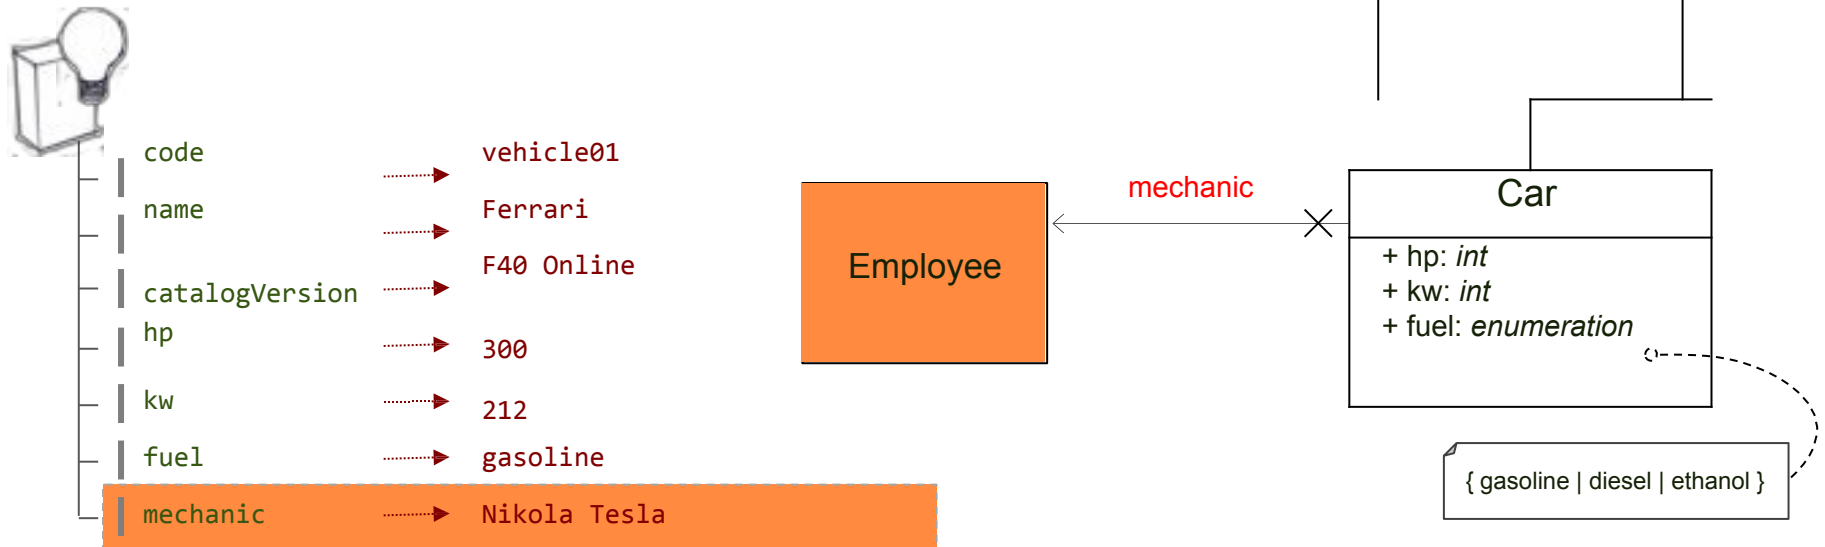 code
vehicle01
name
Ferrari
F40 Online
catalogVersion
hp
300
kw
212
fuel
gasoline
mechanic
Nikola Tesla
Employee
mechanic
Car
+ hp: int
+ kw: int
+ fuel: enumeration
{ gasoline | diesel | ethanol }